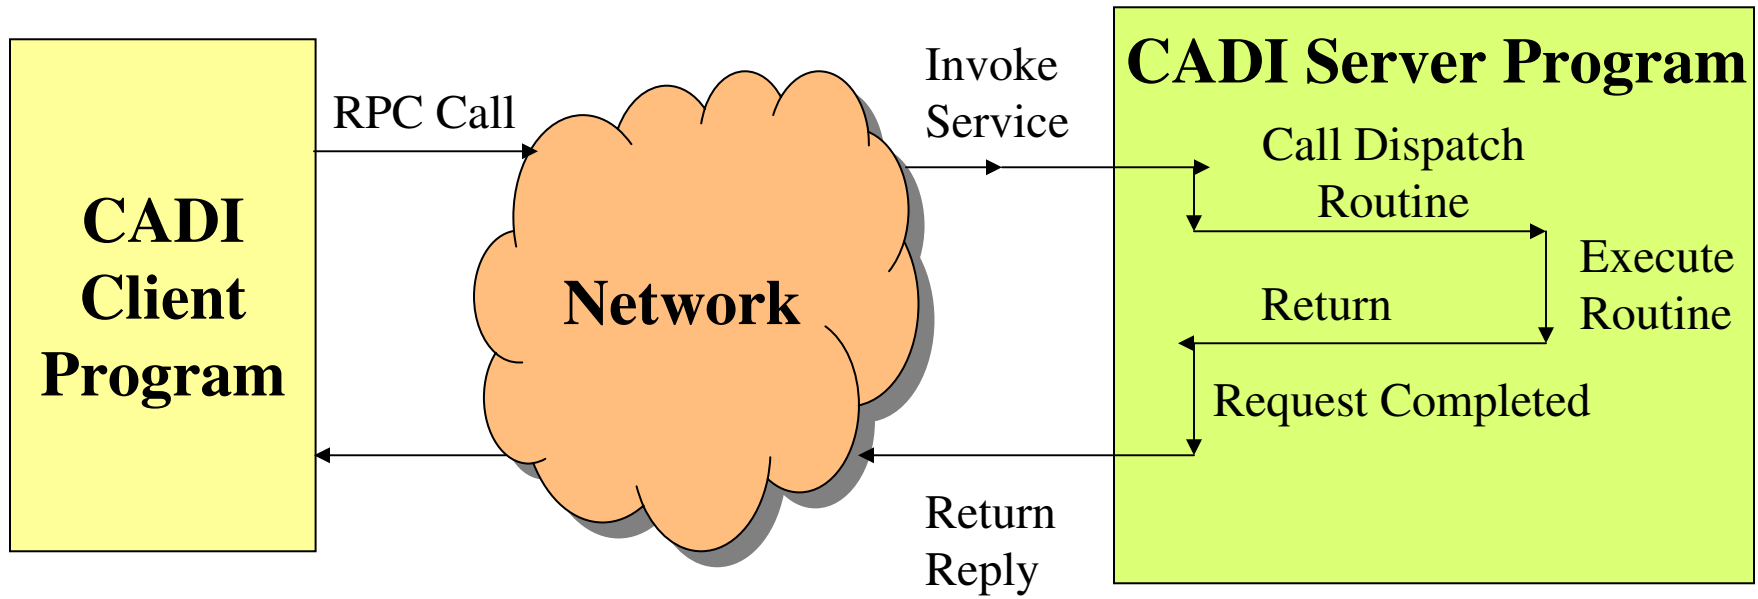 CADI
Client
Program
RPC Call
Network
Invoke
Service
CADI Server Program
Call Dispatch
Routine
Execute
Routine
Return
Request Completed
Return
Reply